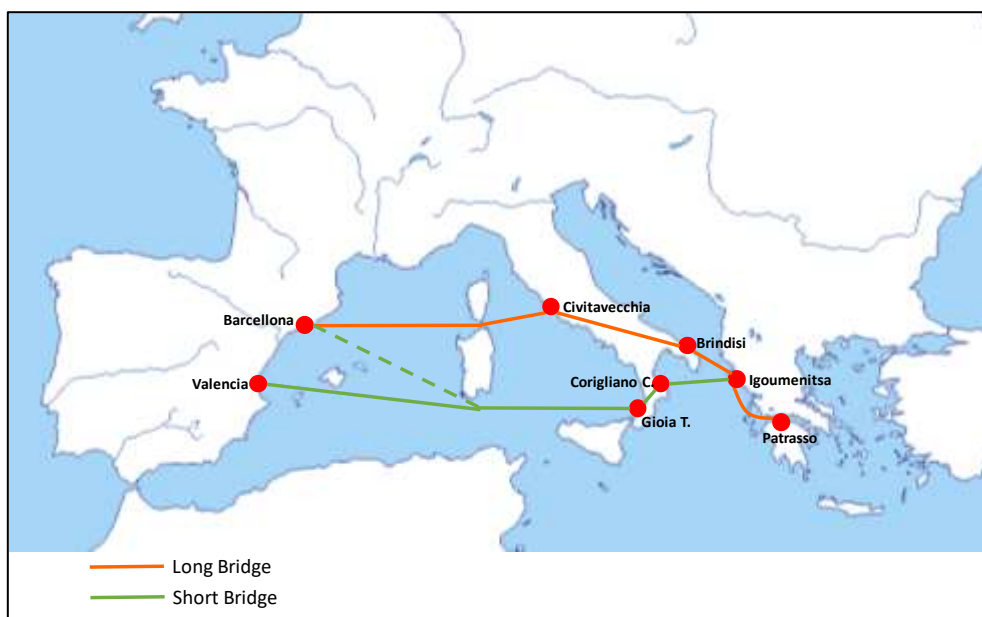 Civitavecchia
Barcellona
Brindisi
Valencia
Corigliano C.
Igoumenitsa
Gioia T.
Patrasso
Long Bridge
Short Bridge